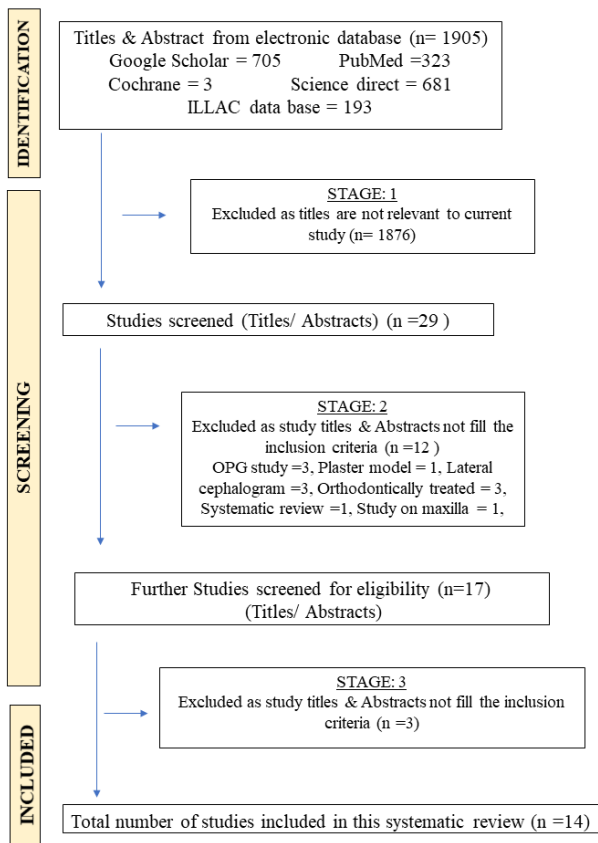 IDENTIFICATION
Titles & Abstract from electronic database (n= 1905)
Google Scholar = 705 PubMed =323
Cochrane = 3 Science direct = 681
ILLAC data base = 193
SCREENING
STAGE: 1
Excluded as titles are not relevant to current
study (n= 1876)
Studies screened (Titles/ Abstracts) (n =29 )
STAGE: 2
Excluded as study titles & Abstracts not fill the
inclusion criteria (n =12 )
OPG study =3, Plaster model = 1, Lateral
cephalogram =3, Orthodontically treated = 3,
Systematic review =1, Study on maxilla = 1,
Further Studies screened for eligibility (n=17)
(Titles/ Abstracts)
STAGE: 3
Excluded as study titles & Abstracts not fill the inclusion
criteria (n =3)
INCLUDED
Total number of studies included in this systematic review (n =14)